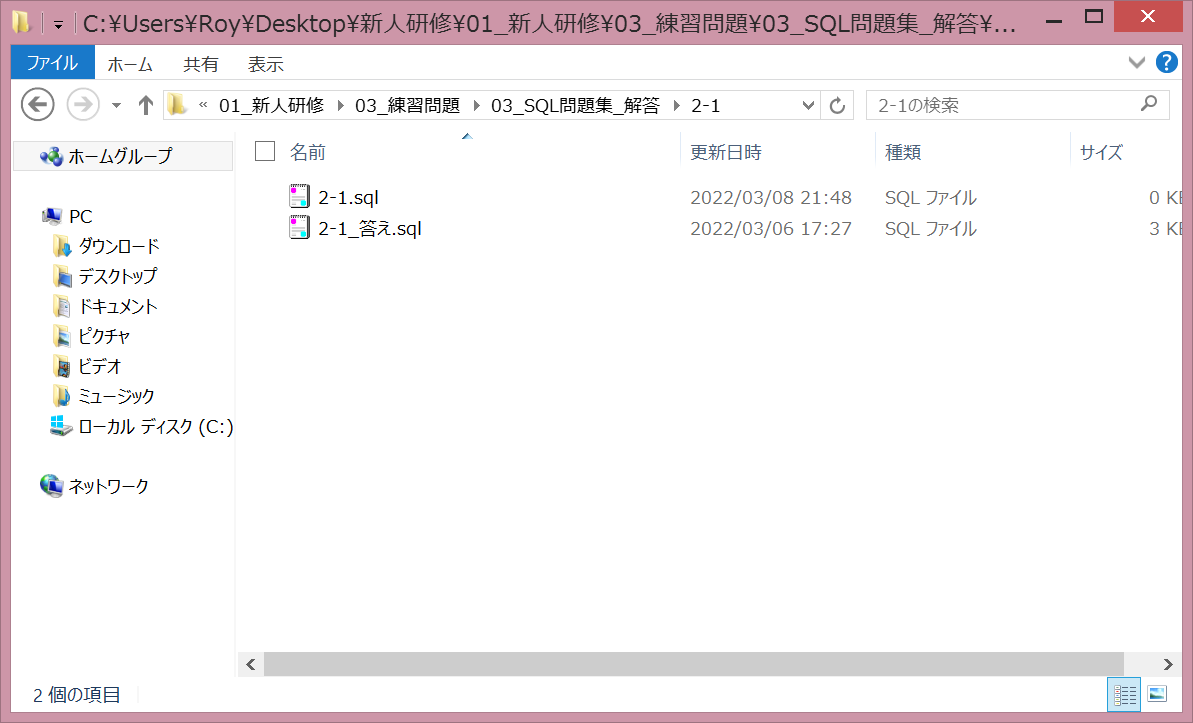 C:¥Users¥Roy¥Desktop¥新人研修¥01_新人研修¥03_練習問題¥03_SQL問題集_解答¥...
ファイル ホーム 共有 表示
« 01_新人研修 03_練習問題 03_SQL問題集_解答 2-1 2-1の検索
ホームグループ
PC
ダウンロード
デスクトップ
ドキュメント
ピクチャ
ビデオ
ミュージック
ローカル ディスク (C:)
ネットワーク
名前 更新日時 種類 サイズ
2-1.sql 2022/03/08 21:48 SQL ファイル 0 KB
2-1_答え.sql 2022/03/06 17:27 SQL ファイル 3 KB
2 個の項目